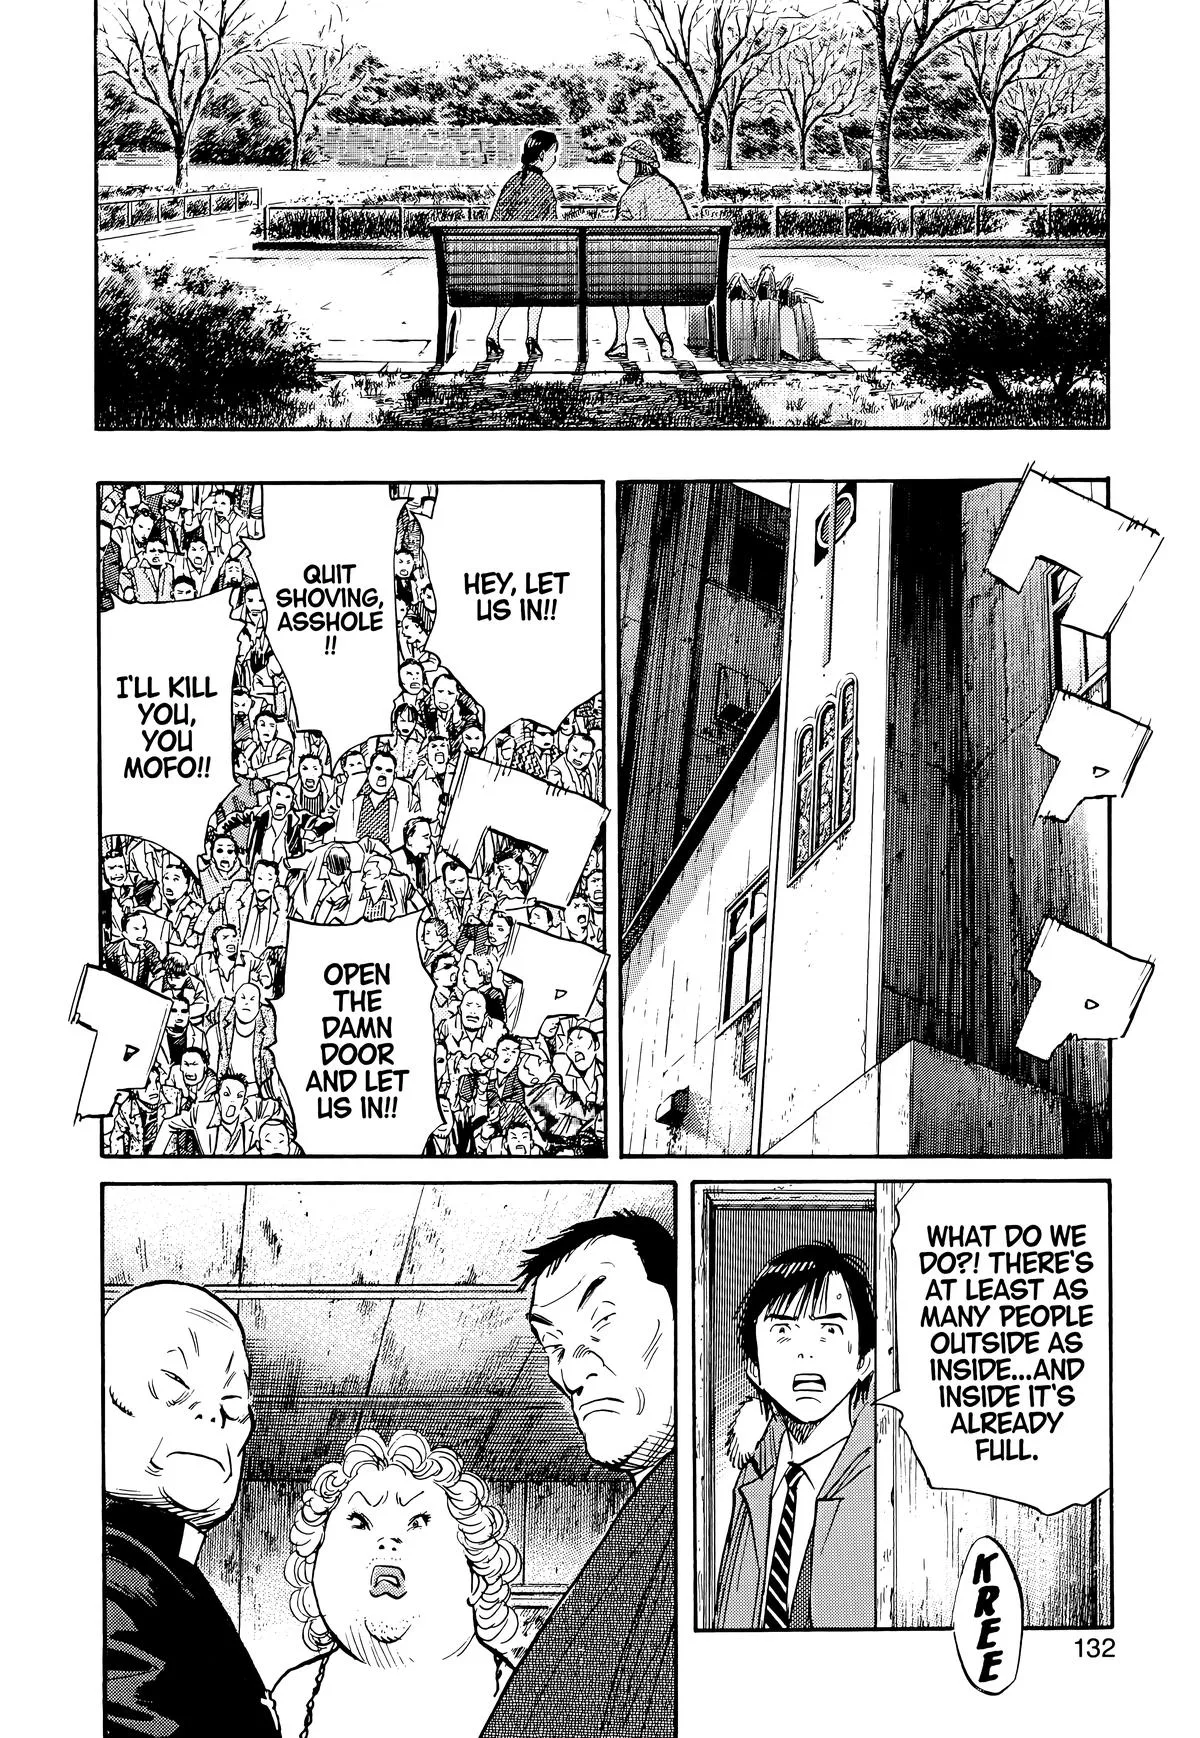 HEY, LET
US IN!!
QUIT
SHOVING,
ASSHOLE
!!
I'LL KILL
YOU,
YOU
MOFO!!
OPEN
THE
DAMN
DOOR
AND LET
US IN!!
WHAT DO WE
DO?! THERE'S
AT LEAST AS
MANY PEOPLE
OUTSIDE AS
INSIDE...AND
INSIDE IT'S
ALREADY
FULL.
KREE
132